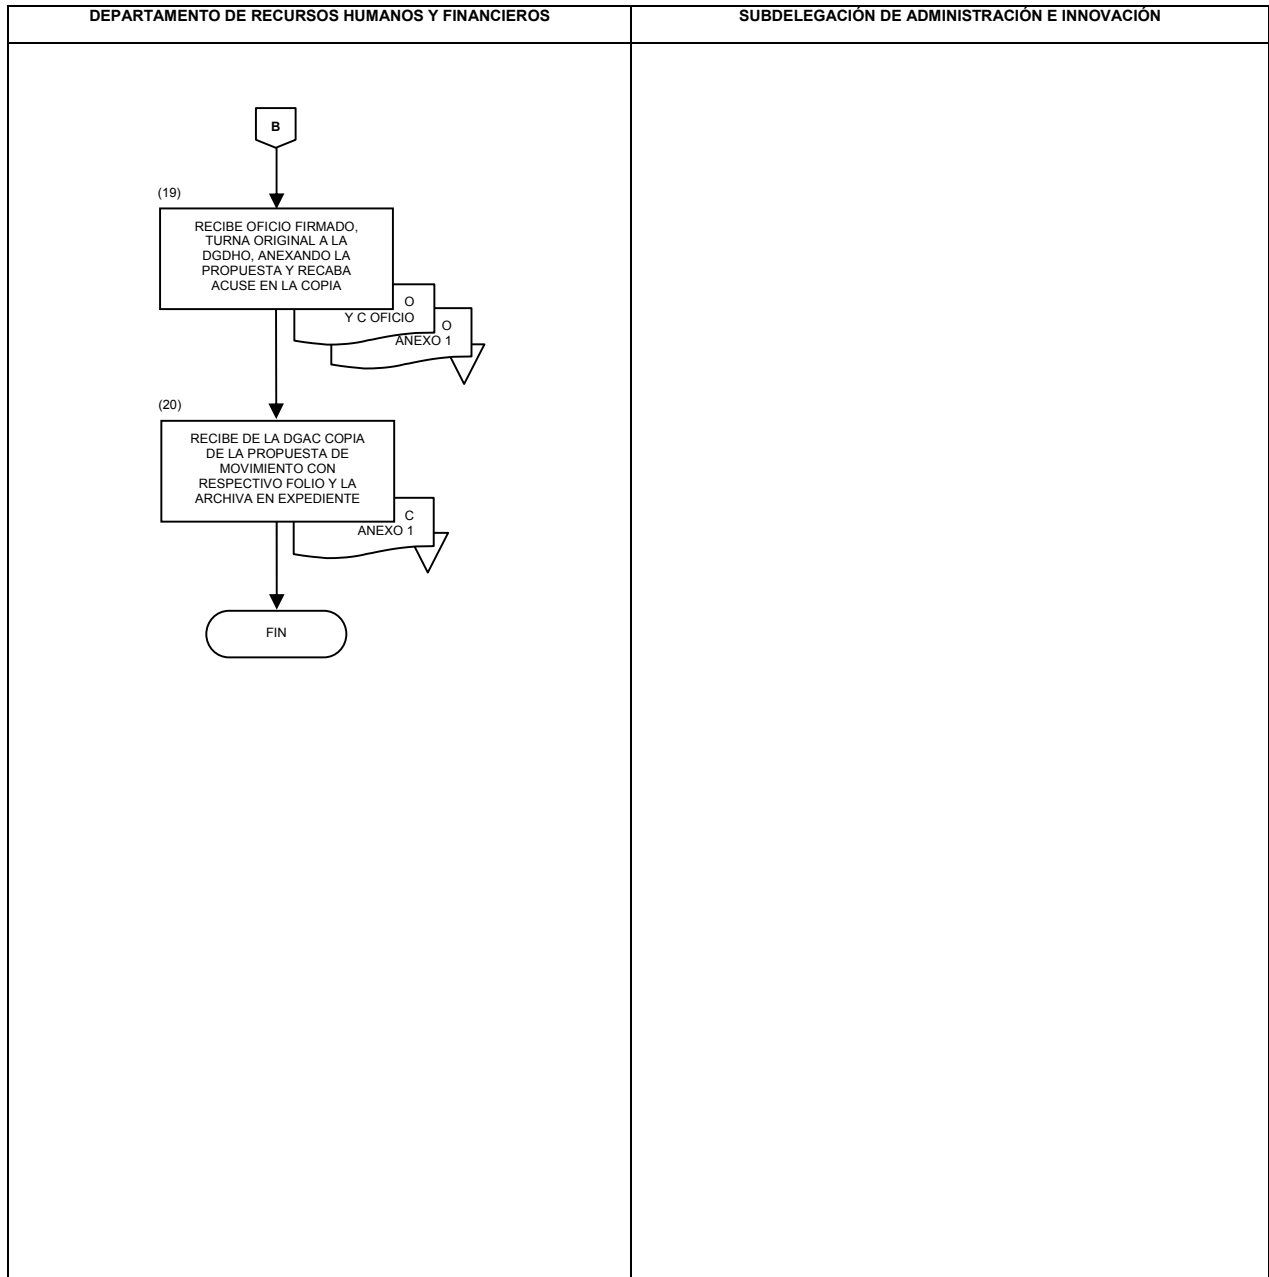 DEPARTAMENTO DE RECURSOS HUMANOS Y FINANCIEROS
SUBDELEGACIÓN DE ADMINISTRACIÓN E INNOVACIÓN
B
(19)
RECIBE OFICIO FIRMADO,
TURNA ORIGINAL A LA
DGDHO, ANEXANDO LA
PROPUESTA Y RECABA
ACUSE EN LA COPIA
O
Y C OFICIO
O
ANEXO 1
(20)
RECIBE DE LA DGAC COPIA
DE LA PROPUESTA DE
MOVIMIENTO CON
RESPECTIVO FOLIO Y LA
ARCHIVA EN EXPEDIENTE
C
ANEXO 1
FIN